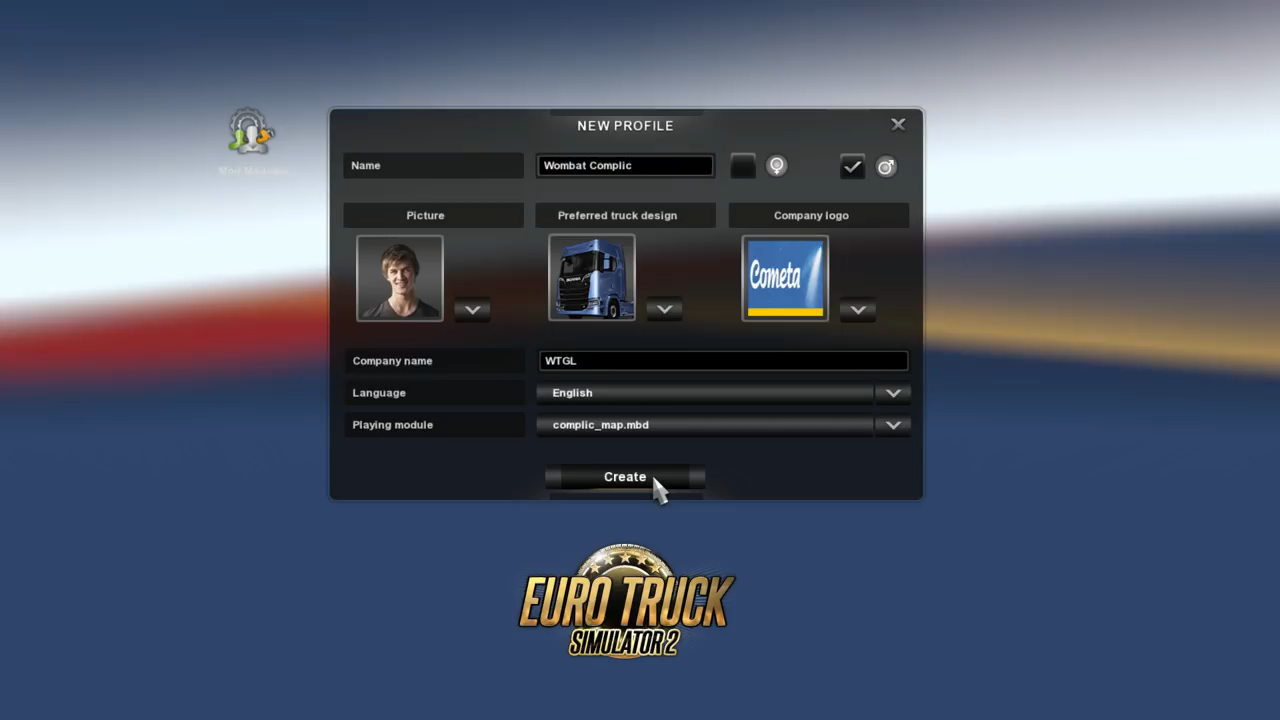 NEW PROFILE
Name
Wombat Complic
Picture
Preferred truck design
Company logo
Cometa
Company name
WTGL
Language
English
Playing module
complic_map.mbd
Create
EURO TRUCK
SIMULATOR 2